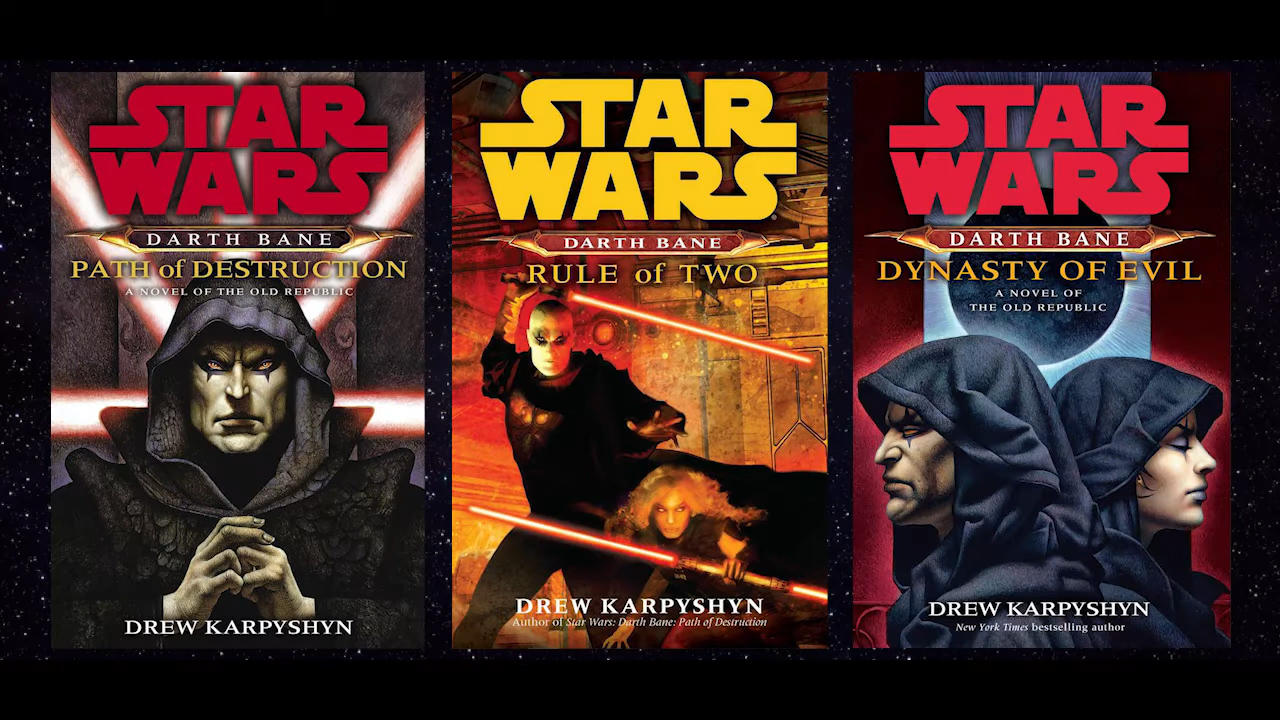 STAR
WARS
DARTH BANE
PATH of DESTRUCTION
A NOVEL OF THE OLD REPUBLIC
DREW KARPYSHYN
STAR
WARS®
DARTH BANE
RULE of TWO
DREW KARPYSHYN
Author of Star Wars: Darth Bane: Path of Destruction
STAR
WARS
DARTH BANE
DYNASTY OF EVIL
A NOVEL OF
THE OLD REPUBLIC
DREW KARPYSHYN
New York Times bestselling author